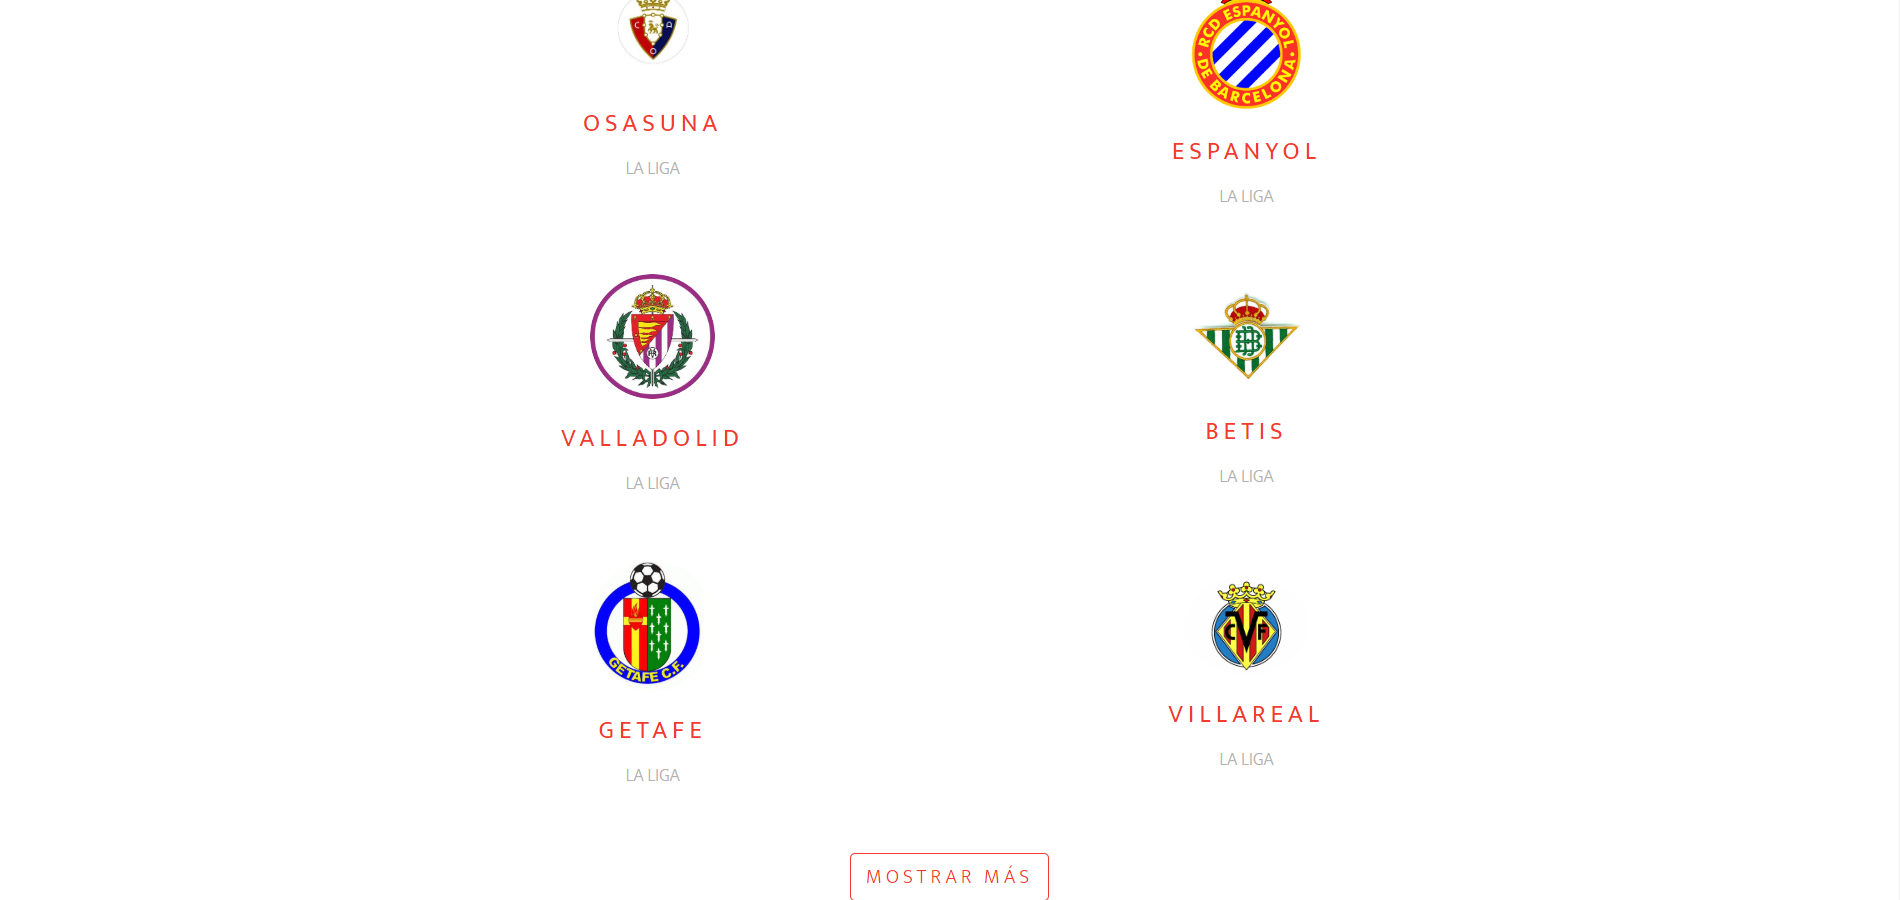 C A D
O
RCD ESPANYOL
DE BARCELONA
OSASUNA
LA LIGA
ESPANYOL
LA LIGA
VALLADOLID
LA LIGA
BETIS
LA LIGA
GETAFE C.F.
CVF
GETAFE
LA LIGA
VILLAREAL
LA LIGA
MOSTRAR MÁS